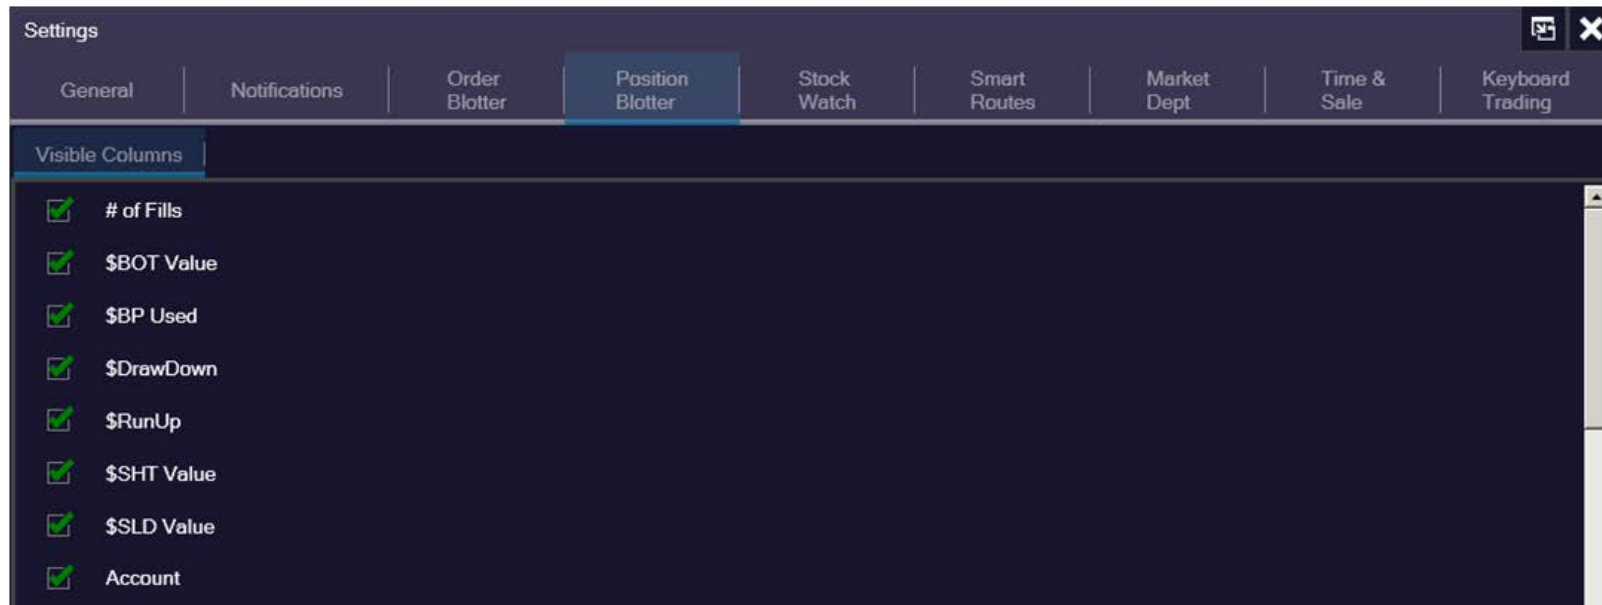 Settings
General
Notifications
Order
Blotter
Position
Blotter
Stock
Watch
Smart
Routes
Market
Dept
Time &
Sale
Keyboard
Trading
Visible Columns
# of Fills
$BOT Value
$BP Used
$DrawDown
$RunUp
$SHT Value
$SLD Value
Account